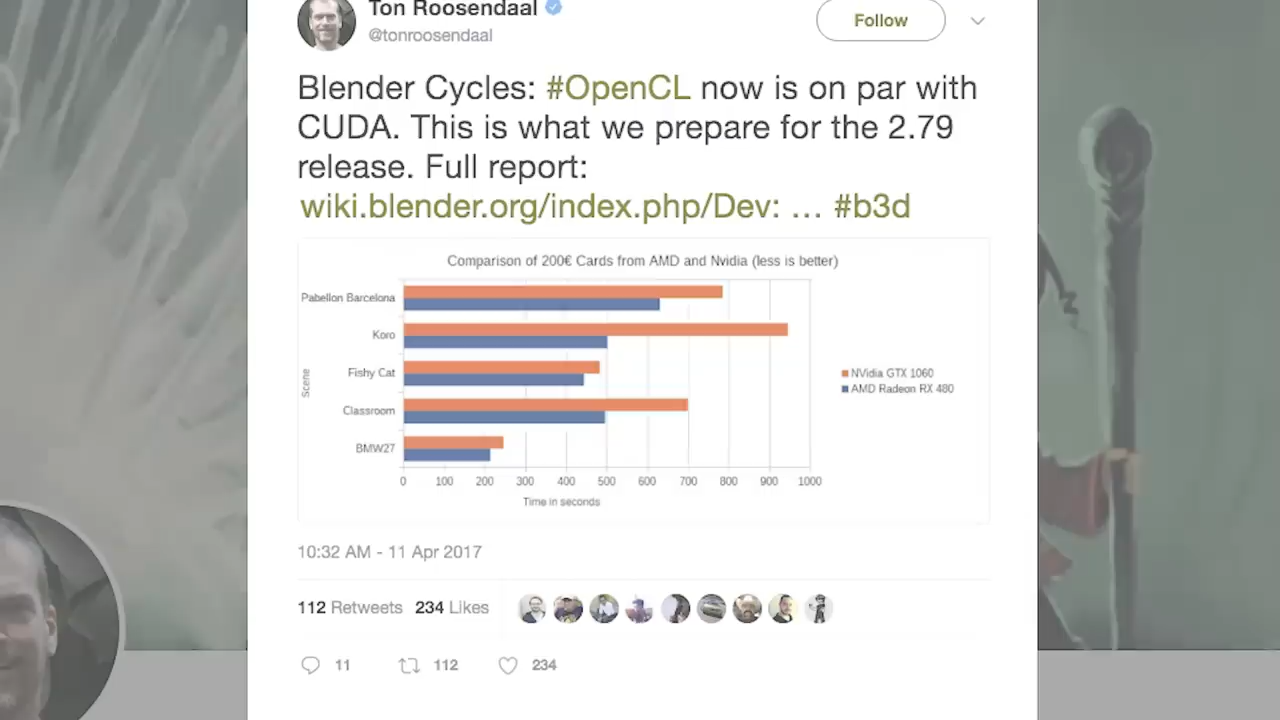 Ton Roosendaal
@tonroosendaal
Follow
Blender Cycles: #OpenCL now is on par with
CUDA. This is what we prepare for the 2.79
release. Full report:
wiki.blender.org/index.php/Dev: … #b3d
Comparison of 200€ Cards from AMD and Nvidia (less is better)
Scene
Pabellon Barcelona
Koro
Fishy Cat
Classroom
BMW27
0 100 200 300 400 500 600 700 800 900 1000
Time in seconds
NVidia GTX 1060
AMD Radeon RX 480
10:32 AM - 11 Apr 2017
112 Retweets 234 Likes
11 112 234